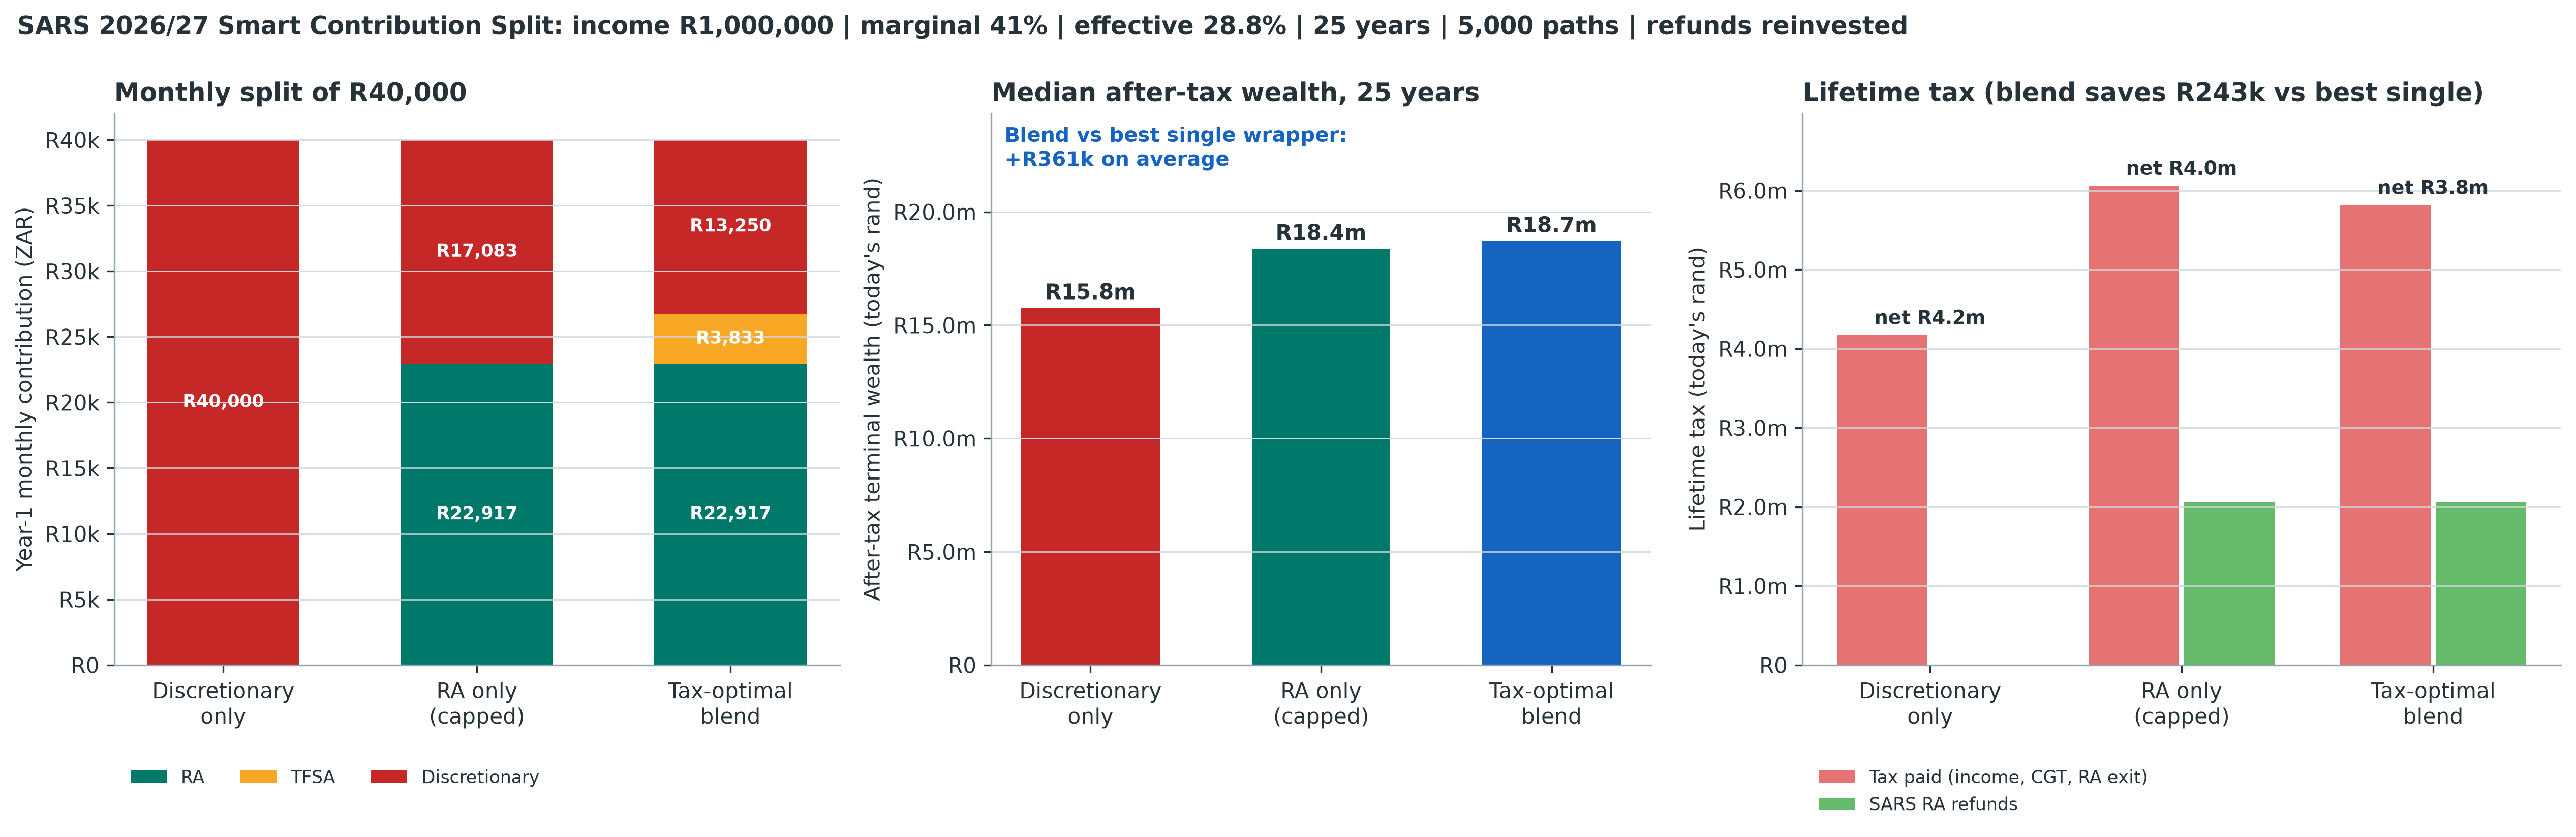 SARS 2026/27 Smart Contribution Split: income R1,000,000 | marginal 41% | effective 28.8% | 25 years | 5,000 paths | refunds reinvested
Monthly split of R40,000
Year-1 monthly contribution (ZAR)
R40k
R35k
R30k
R25k
R20k
R15k
R10k
R5k
R0
R40,000
R17,083
R22,917
R13,250
R3,833
R22,917
Discretionary
only
RA only
(capped)
Tax-optimal
blend
RA
TFSA
Discretionary
Median after-tax wealth, 25 years
Blend vs best single wrapper:
+R361k on average
After-tax terminal wealth (today's rand)
R20.0m
R15.0m
R10.0m
R5.0m
R0
R15.8m
R18.4m
R18.7m
Discretionary
only
RA only
(capped)
Tax-optimal
blend
Lifetime tax (blend saves R243k vs best single)
Lifetime tax (today's rand)
R6.0m
R5.0m
R4.0m
R3.0m
R2.0m
R1.0m
R0
net R4.2m
net R4.0m
net R3.8m
Discretionary
only
RA only
(capped)
Tax-optimal
blend
Tax paid (income, CGT, RA exit)
SARS RA refunds